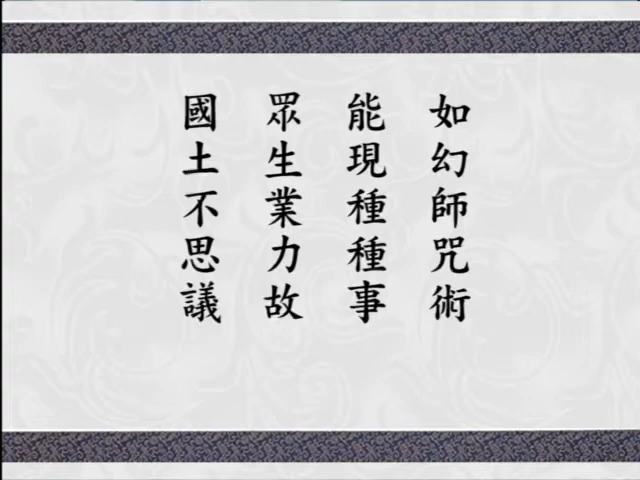 如幻師咒術
能現種種事
眾生業力故
國土不思議